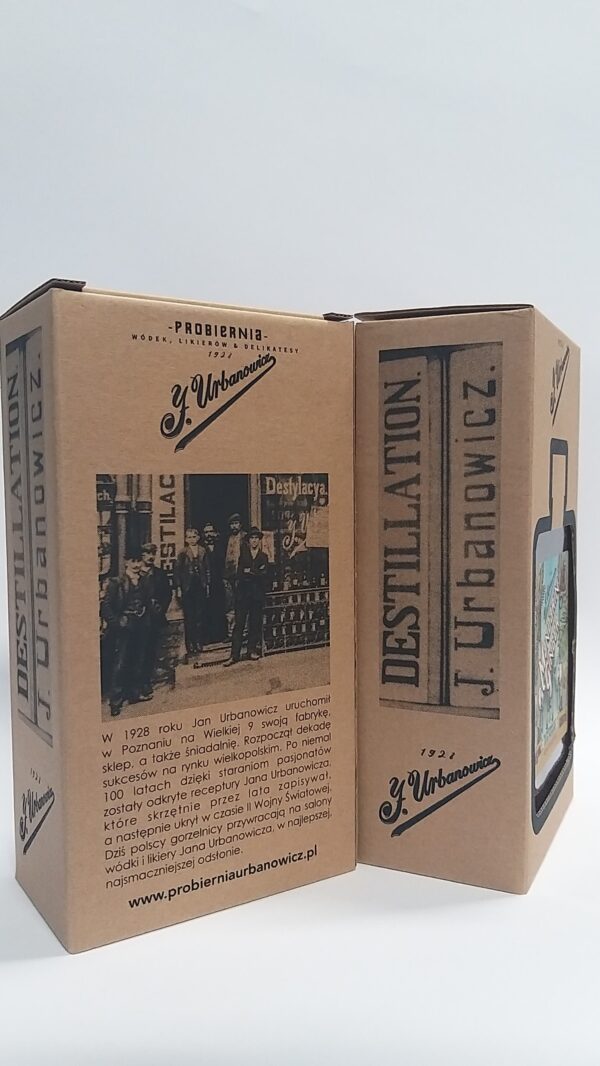 DESTILLATION
J. Urbanowicz.
1928
J. Urbanowicz
-PROBIERNIA-
WÓDEK, LIKIERÓW & DELIKATESY
1928
J. Urbanowicz
ch.
ESTILAC
Destylacya.
W 1928 roku Jan Urbanowicz uruchomił
w Poznaniu na Wielkiej 9 swoją fabrykę,
sklep, a także śniadalnię. Rozpoczął dekadę
sukcesów na rynku wielkopolskim. Po niemal
100 latach dzięki staraniom pasjonatów
zostały odkryte receptury Jana Urbanowicza,
które skrzętnie przez lata zapisywał,
a następnie ukrył w czasie II Wojny Światowej.
Dziś polscy gorzelnicy przywracają na salony
wódki i likiery Jana Urbanowicza, w najlepszej,
najsmaczniejszej odsłonie.
www.probierniaurbanowicz.pl
DESTILLATION.
J. Urbanowicz.
1928
J. Urbanowicz
J. Urbanowicz